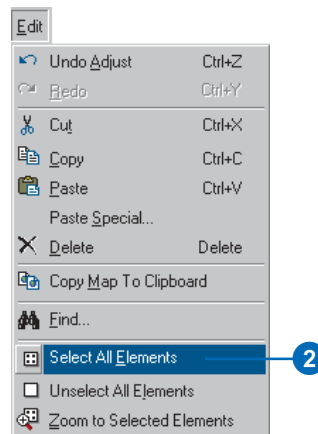 Edit
Undo Adjust Ctrl+Z
Redo Ctrl+Y
Cut Ctrl+X
Copy Ctrl+C
Paste Ctrl+V
Paste Special...
Delete Delete
Copy Map To Clipboard
Find...
Select All Elements 2
Unselect All Elements
Zoom to Selected Elements